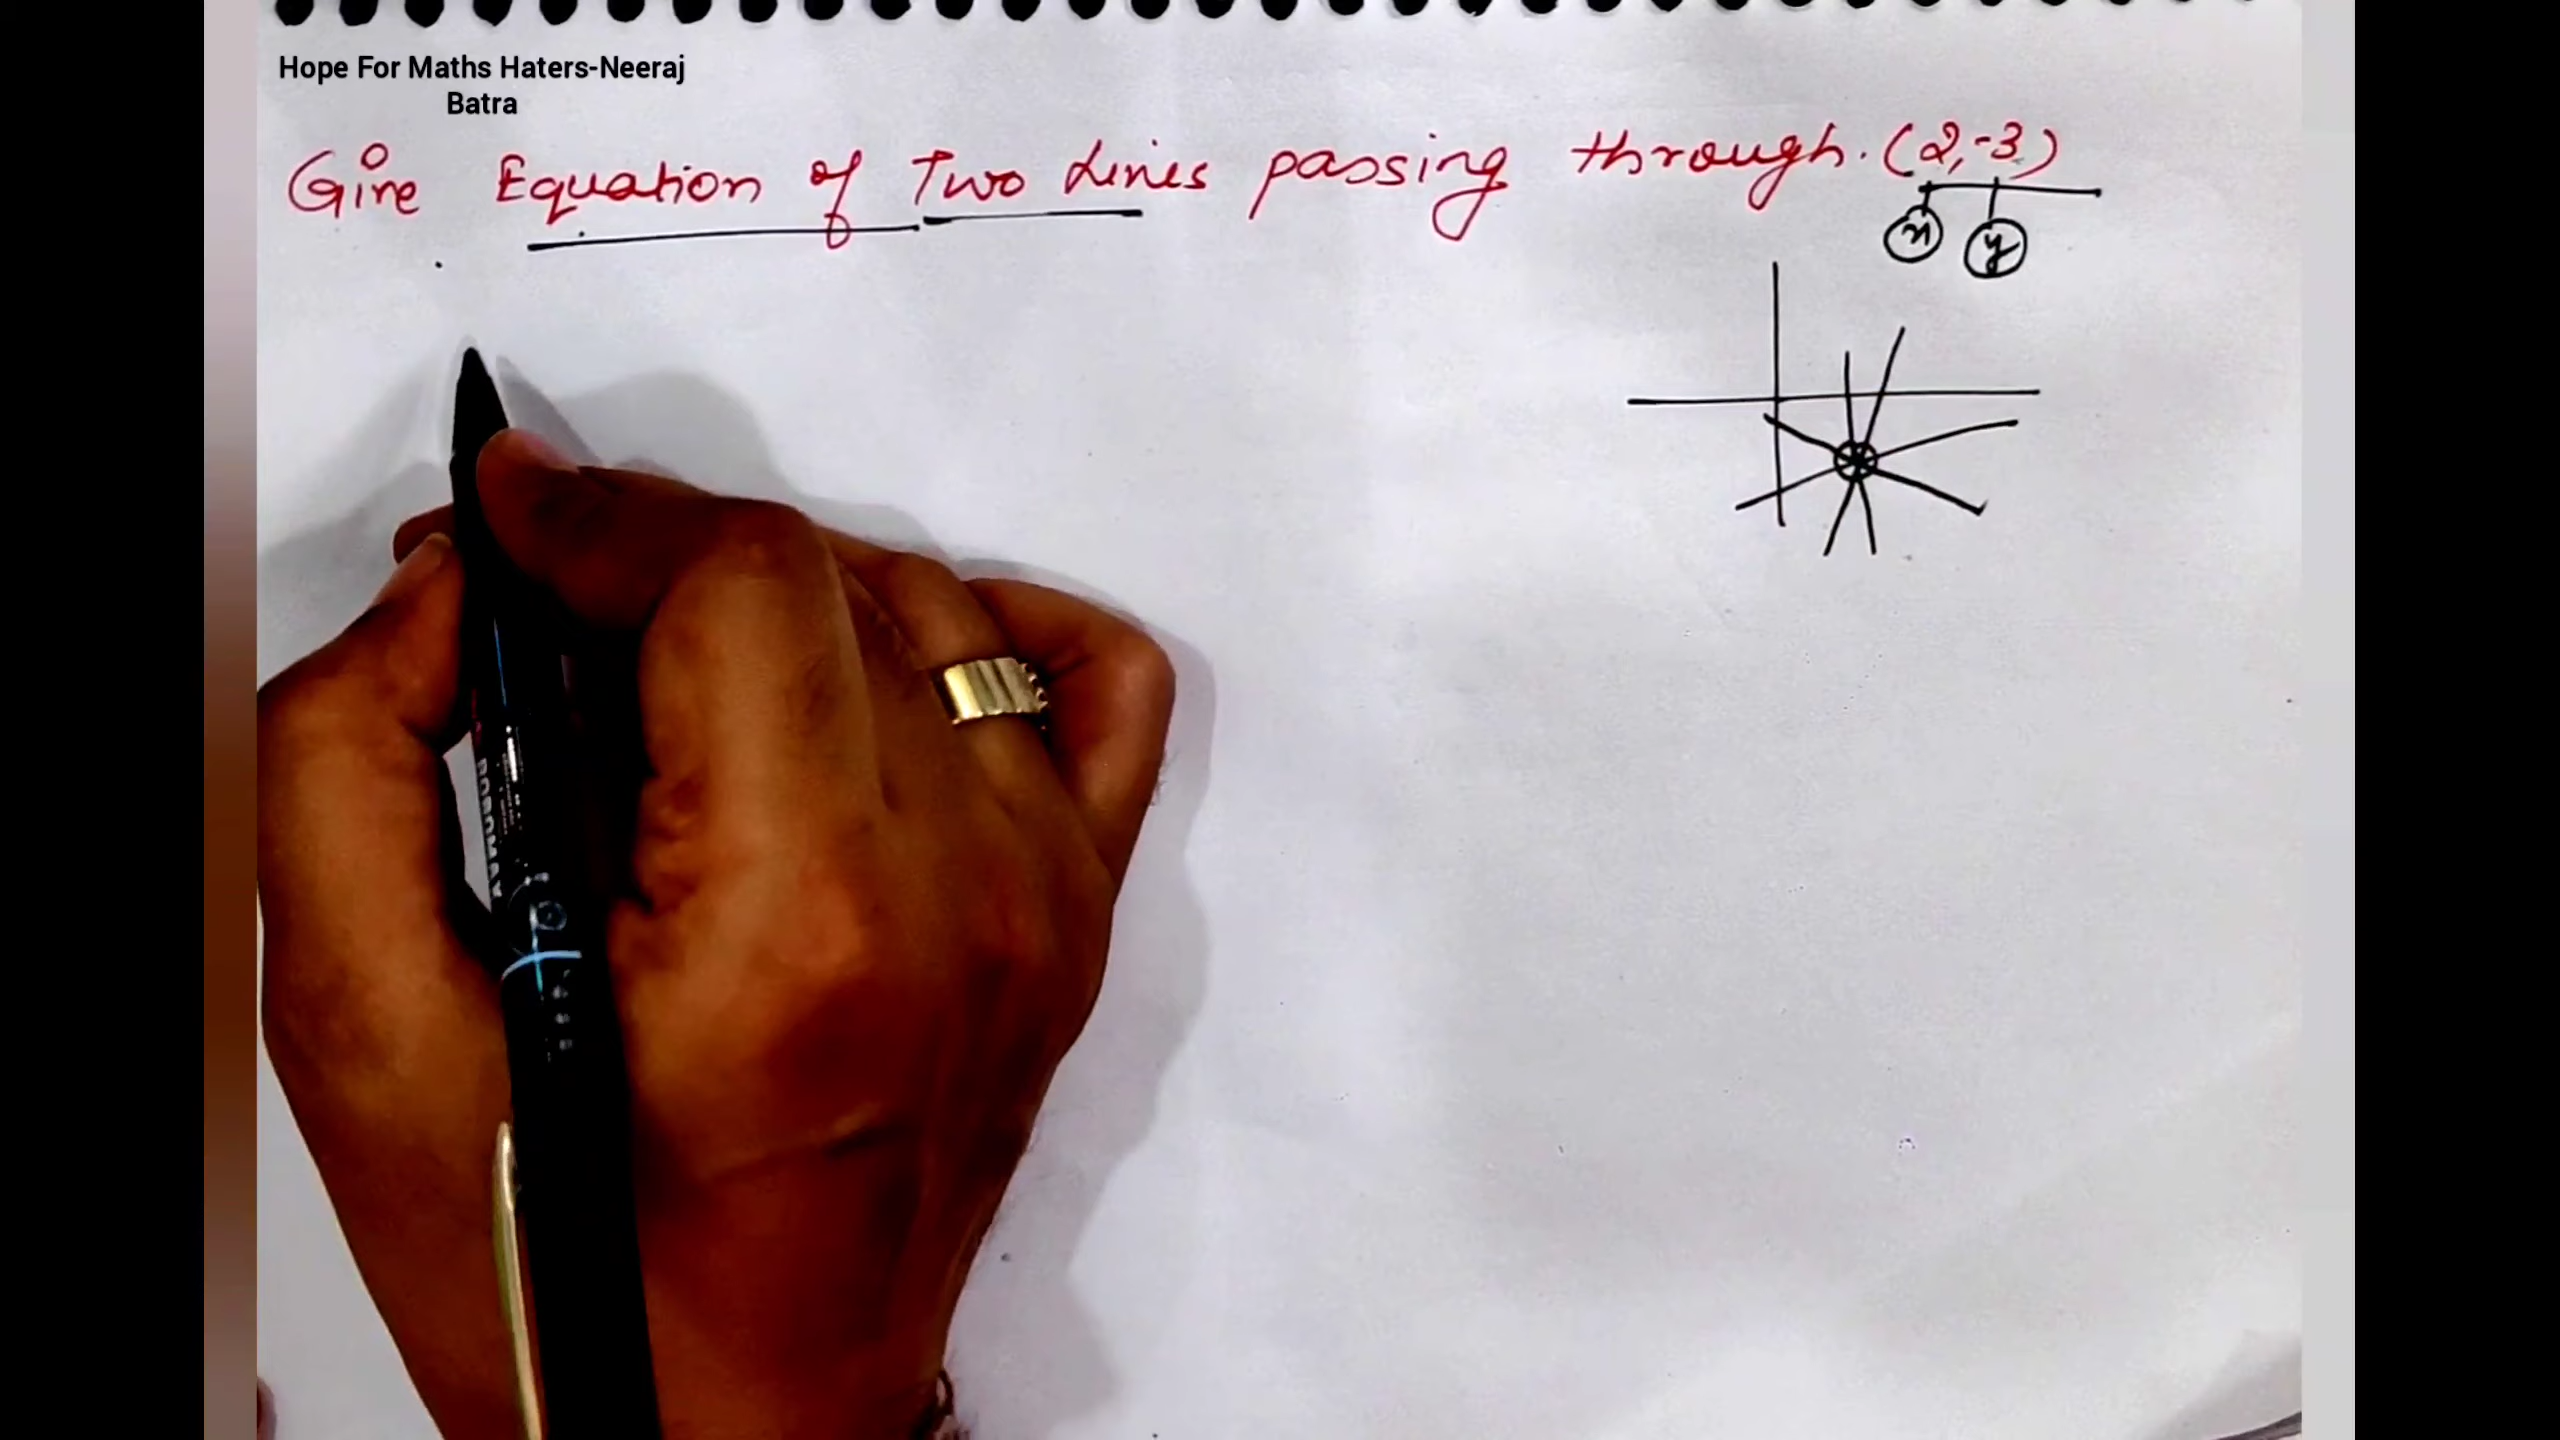 Hope For Maths Haters-Neeraj
Batra
Give Equation of Two Lines passing through. (2,-3)
x y